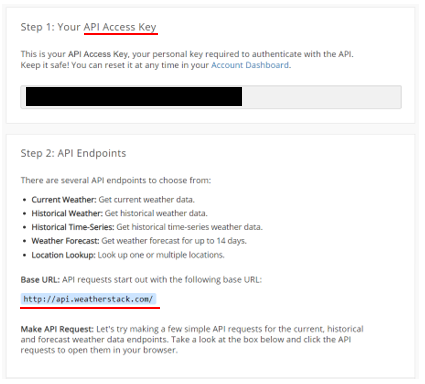 Step 1: Your API Access Key
This is your API Access Key, your personal key required to authenticate with the API.
Keep it safe! You can reset it at any time in your Account Dashboard.
Step 2: API Endpoints
There are several API endpoints to choose from:
• Current Weather: Get current weather data.
• Historical Weather: Get historical weather data.
• Historical Time-Series: Get historical time-series weather data.
• Weather Forecast: Get weather forecast for up to 14 days.
• Location Lookup: Look up one or multiple locations.
Base URL: API requests start out with the following base URL:
http://api.weatherstack.com/
Make API Request: Let's try making a few simple API requests for the current, historical
and forecast weather data endpoints. Take a look at the box below and click the API
requests to open them in your browser.